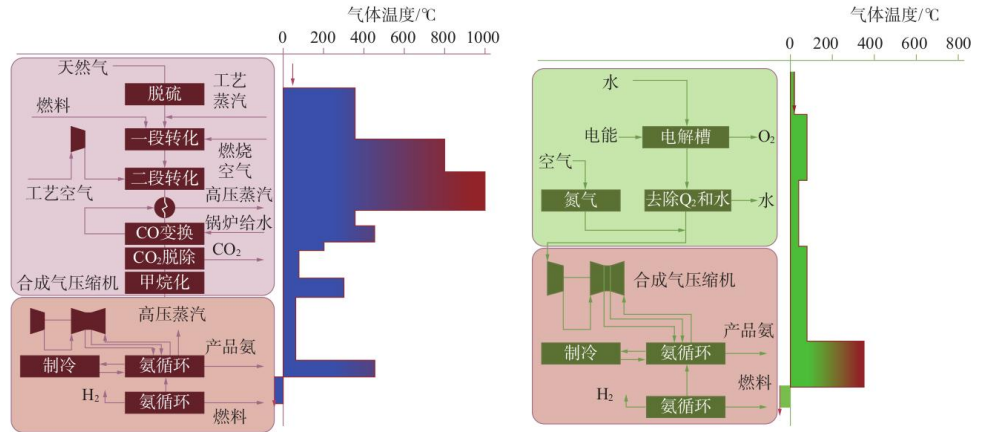 气体温度/℃
0 200 400 600 800 1000
天然气
脱硫
工艺
蒸汽
燃料
一段转化
燃烧
空气
二段转化
工艺空气
高压蒸汽
锅炉给水
CO变换
CO₂脱除
CO₂
合成气压缩机
甲烷化
高压蒸汽
产品氨
制冷
氨循环
H₂
氨循环
燃料
气体温度/℃
0 200 400 600 800
水
电能
电解槽
O₂
空气
氮气
去除Q₂和水
水
合成气压缩机
产品氨
制冷
氨循环
燃料
H₂
氨循环